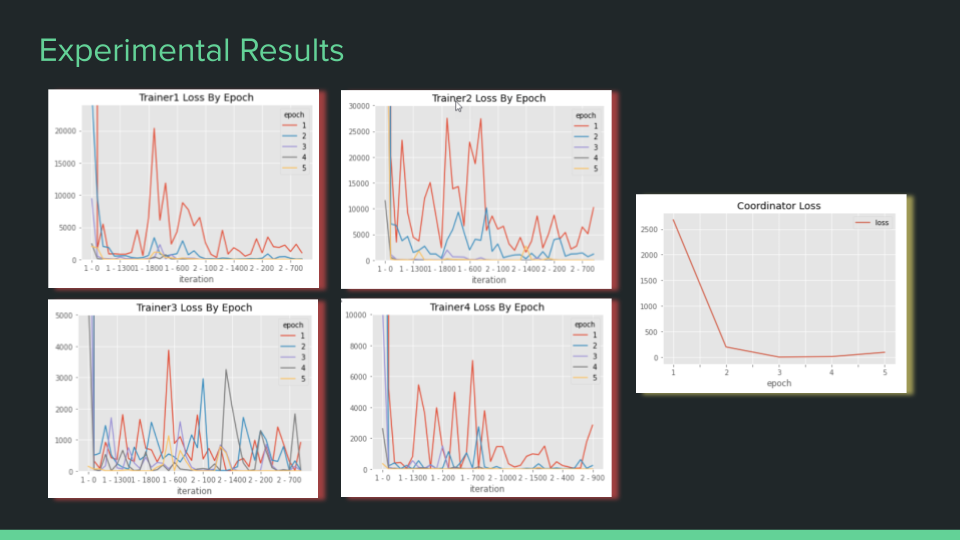 Experimental Results
Trainer1 Loss By Epoch
epoch
1
2
3
4
5
20000
15000
10000
5000
0
1 - 0 1 - 13001 - 1800 1 - 600 2 - 100 2 - 1400 2 - 200 2 - 700
iteration
Trainer2 Loss By Epoch
epoch
1
2
3
4
5
30000
25000
20000
15000
10000
5000
0
1 - 0 1 - 13001 - 1800 1 - 600 2 - 100 2 - 1400 2 - 200 2 - 700
iteration
Trainer3 Loss By Epoch
epoch
1
2
3
4
5
5000
4000
3000
2000
1000
0
1 - 0 1 - 13001 - 1800 1 - 600 2 - 100 2 - 1400 2 - 200 2 - 700
iteration
Trainer4 Loss By Epoch
epoch
1
2
3
4
5
10000
8000
6000
4000
2000
0
1 - 0 1 - 1300 1 - 200 1 - 700 2 - 1000 2 - 1500 2 - 400 2 - 900
iteration
Coordinator Loss
loss
2500
2000
1500
1000
500
0
1 2 3 4 5
epoch